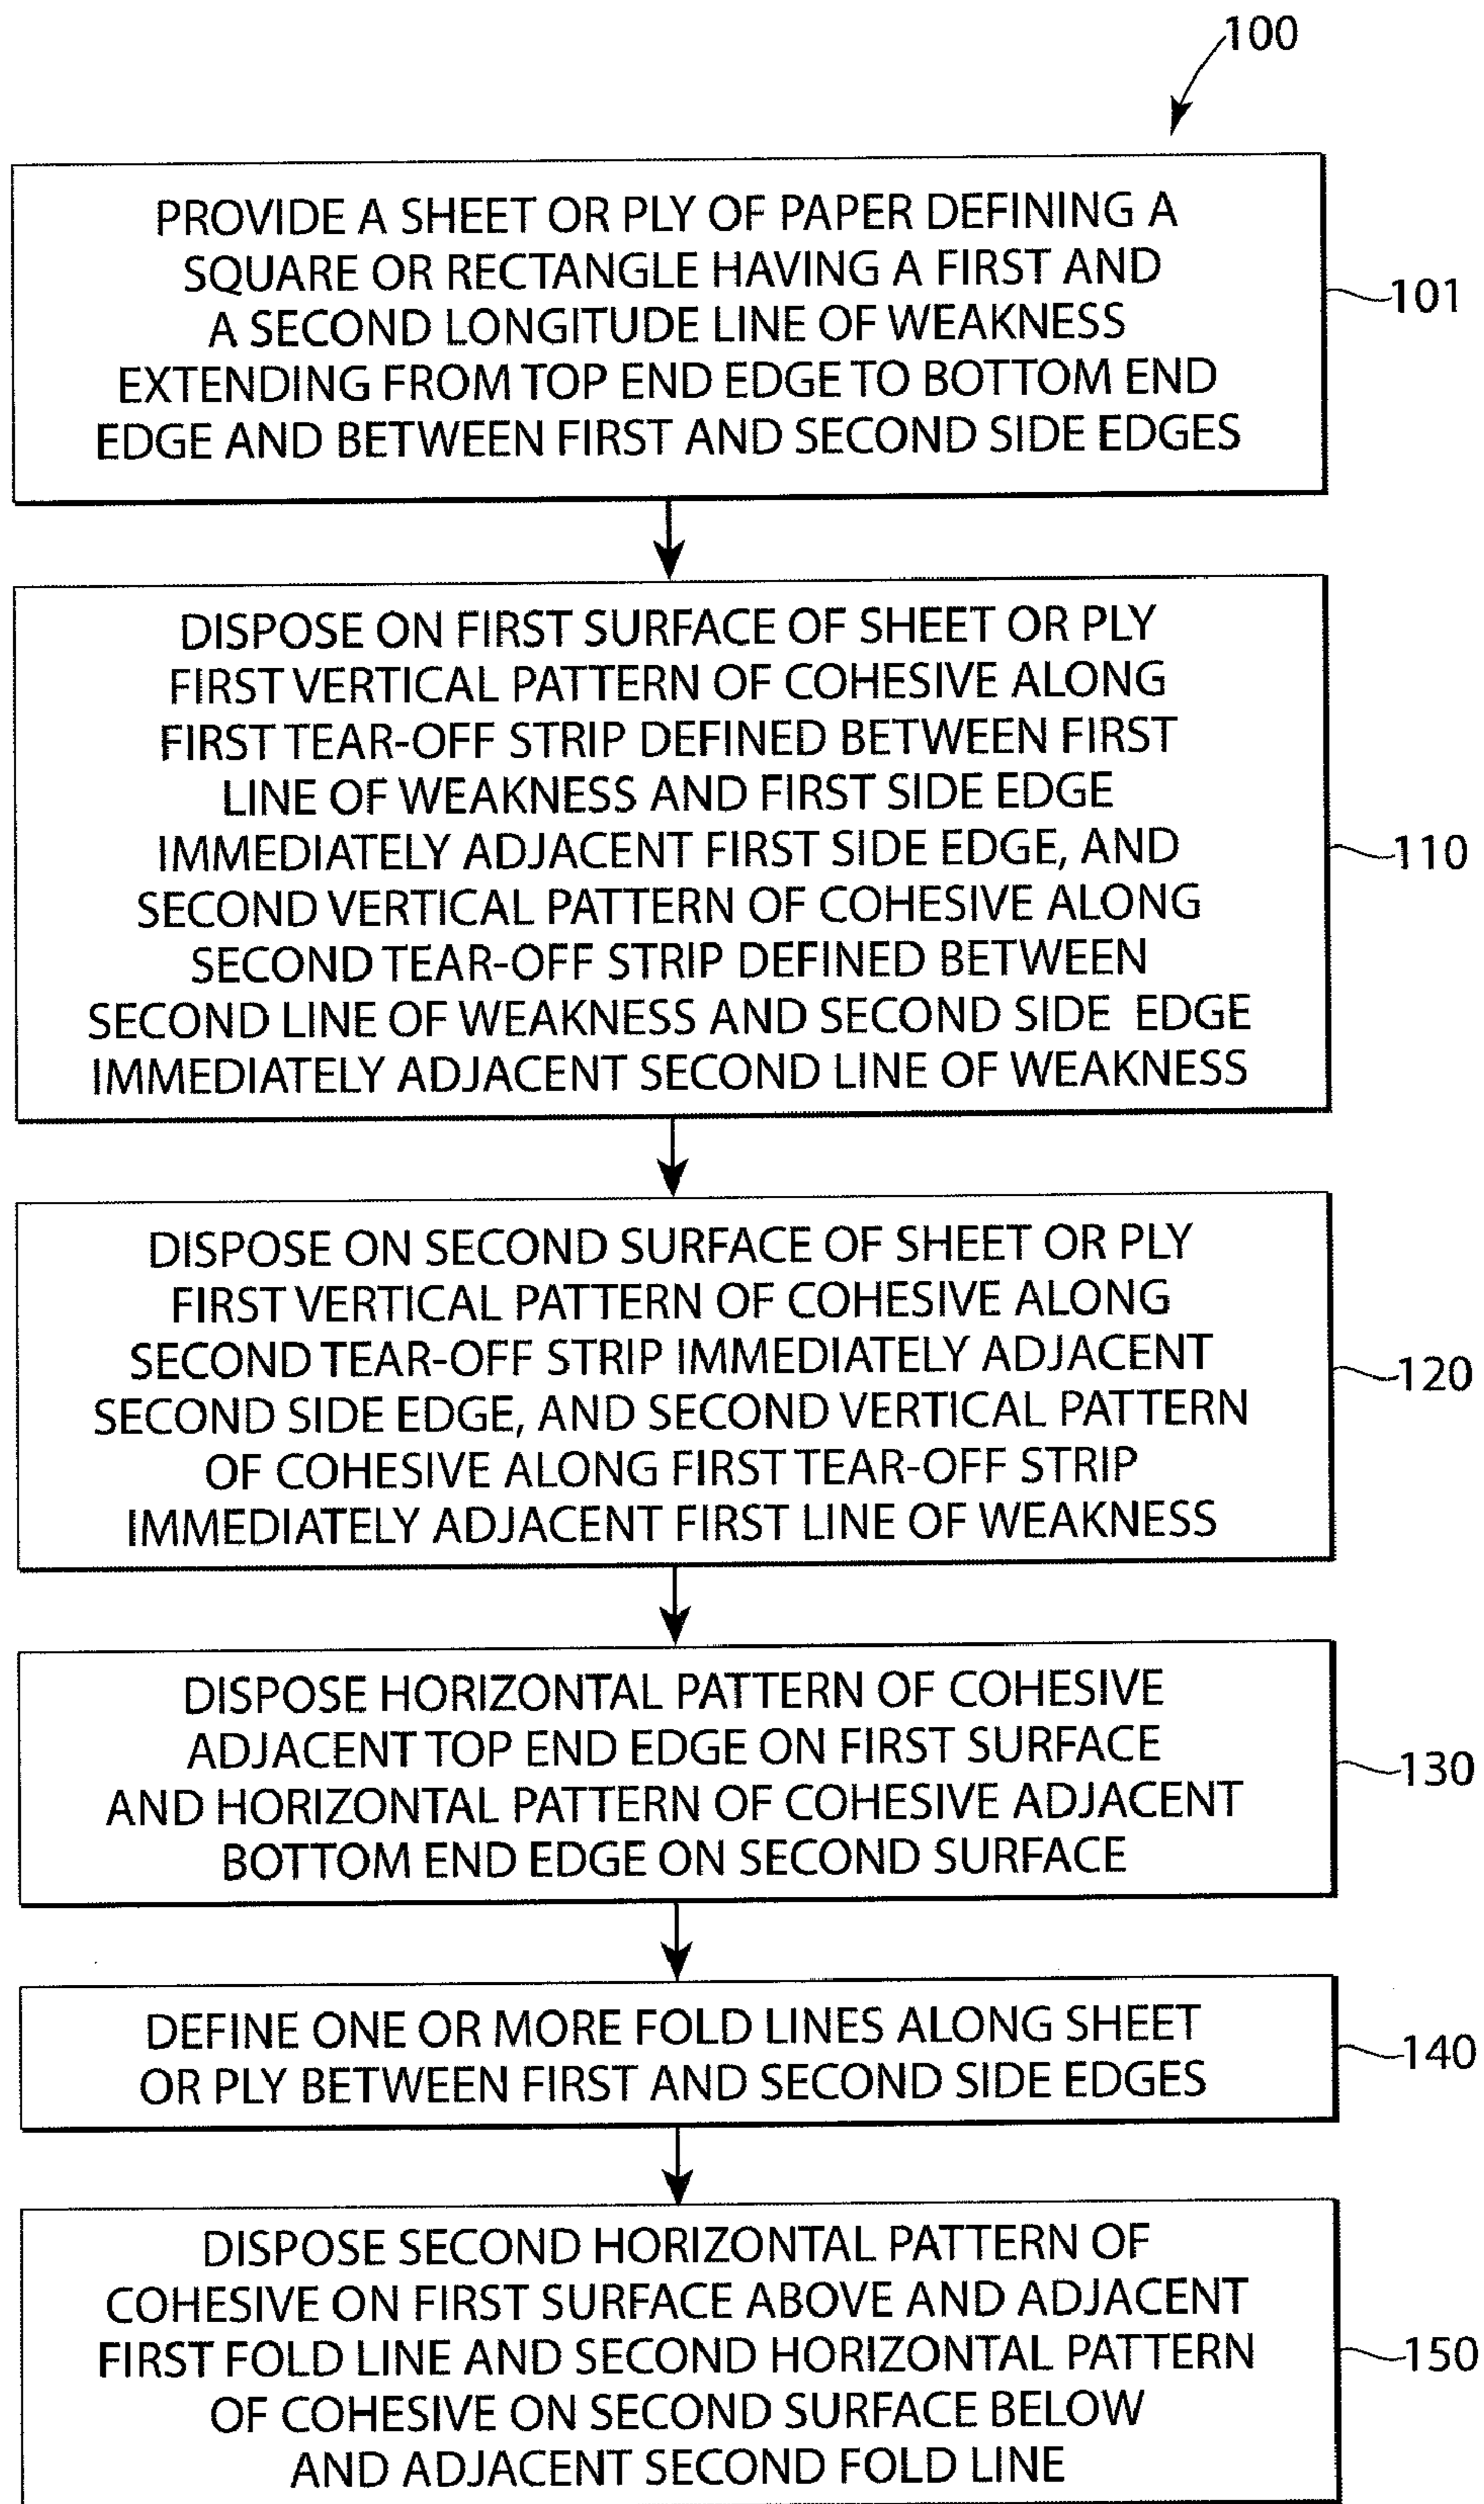 100
PROVIDE A SHEET OR PLY OF PAPER DEFINING A
SQUARE OR RECTANGLE HAVING A FIRST AND
A SECOND LONGITUDE LINE OF WEAKNESS
EXTENDING FROM TOP END EDGE TO BOTTOM END
EDGE AND BETWEEN FIRST AND SECOND SIDE EDGES
101
DISPOSE ON FIRST SURFACE OF SHEET OR PLY
FIRST VERTICAL PATTERN OF COHESIVE ALONG
FIRST TEAR-OFF STRIP DEFINED BETWEEN FIRST
LINE OF WEAKNESS AND FIRST SIDE EDGE
IMMEDIATELY ADJACENT FIRST SIDE EDGE, AND
SECOND VERTICAL PATTERN OF COHESIVE ALONG
SECOND TEAR-OFF STRIP DEFINED BETWEEN
SECOND LINE OF WEAKNESS AND SECOND SIDE EDGE
IMMEDIATELY ADJACENT SECOND LINE OF WEAKNESS
110
DISPOSE ON SECOND SURFACE OF SHEET OR PLY
FIRST VERTICAL PATTERN OF COHESIVE ALONG
SECOND TEAR-OFF STRIP IMMEDIATELY ADJACENT
SECOND SIDE EDGE, AND SECOND VERTICAL PATTERN
OF COHESIVE ALONG FIRST TEAR-OFF STRIP
IMMEDIATELY ADJACENT FIRST LINE OF WEAKNESS
120
DISPOSE HORIZONTAL PATTERN OF COHESIVE
ADJACENT TOP END EDGE ON FIRST SURFACE
AND HORIZONTAL PATTERN OF COHESIVE ADJACENT
BOTTOM END EDGE ON SECOND SURFACE
130
DEFINE ONE OR MORE FOLD LINES ALONG SHEET
OR PLY BETWEEN FIRST AND SECOND SIDE EDGES
140
DISPOSE SECOND HORIZONTAL PATTERN OF
COHESIVE ON FIRST SURFACE ABOVE AND ADJACENT
FIRST FOLD LINE AND SECOND HORIZONTAL PATTERN
OF COHESIVE ON SECOND SURFACE BELOW
AND ADJACENT SECOND FOLD LINE
150